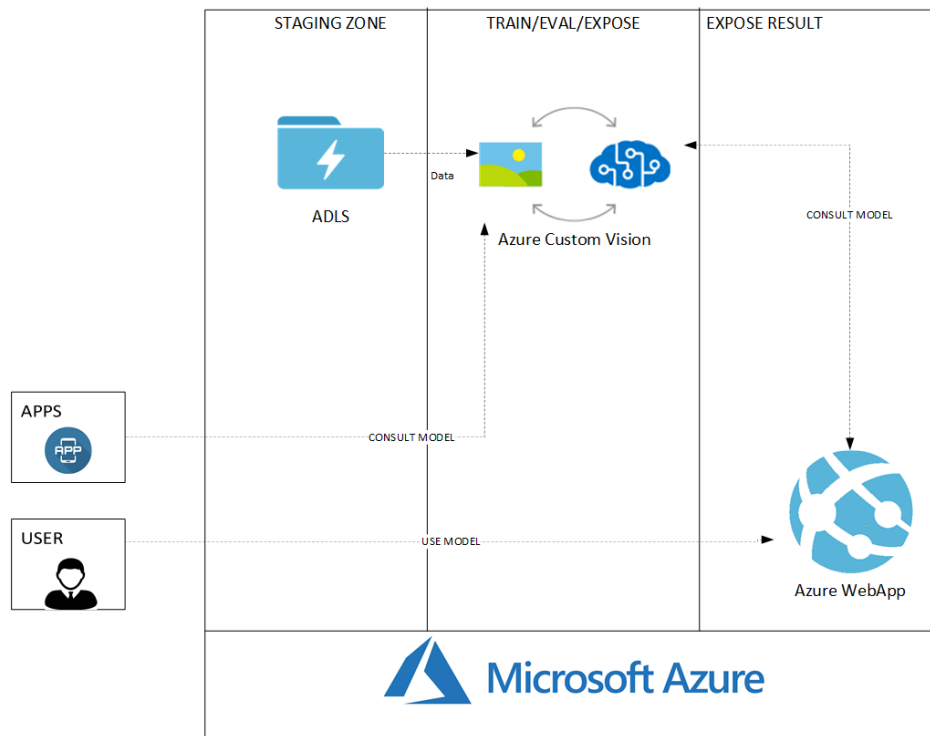 STAGING ZONE
TRAIN/EVAL/EXPOSE
EXPOSE RESULT
Data
ADLS
Azure Custom Vision
CONSULT MODEL
APPS
APP
CONSULT MODEL
USER
USE MODEL
Azure WebApp
Microsoft Azure